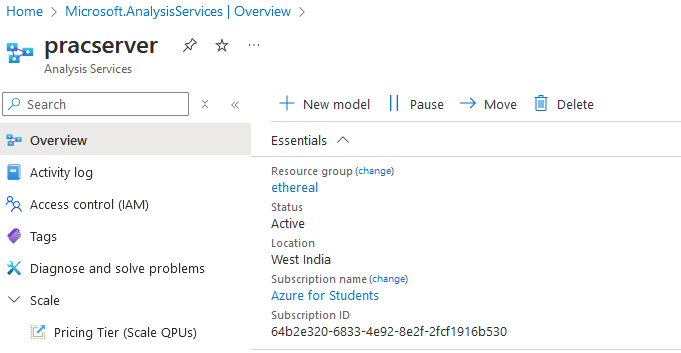 Home > Microsoft.AnalysisServices | Overview >
pracserver
Analysis Services
Search
Overview
Activity log
Access control (IAM)
Tags
Diagnose and solve problems
Scale
Pricing Tier (Scale QPUs)
New model Pause Move Delete
Essentials
Resource group (change)
ethereal
Status
Active
Location
West India
Subscription name (change)
Azure for Students
Subscription ID
64b2e320-6833-4e92-8e2f-2fcf1916b530